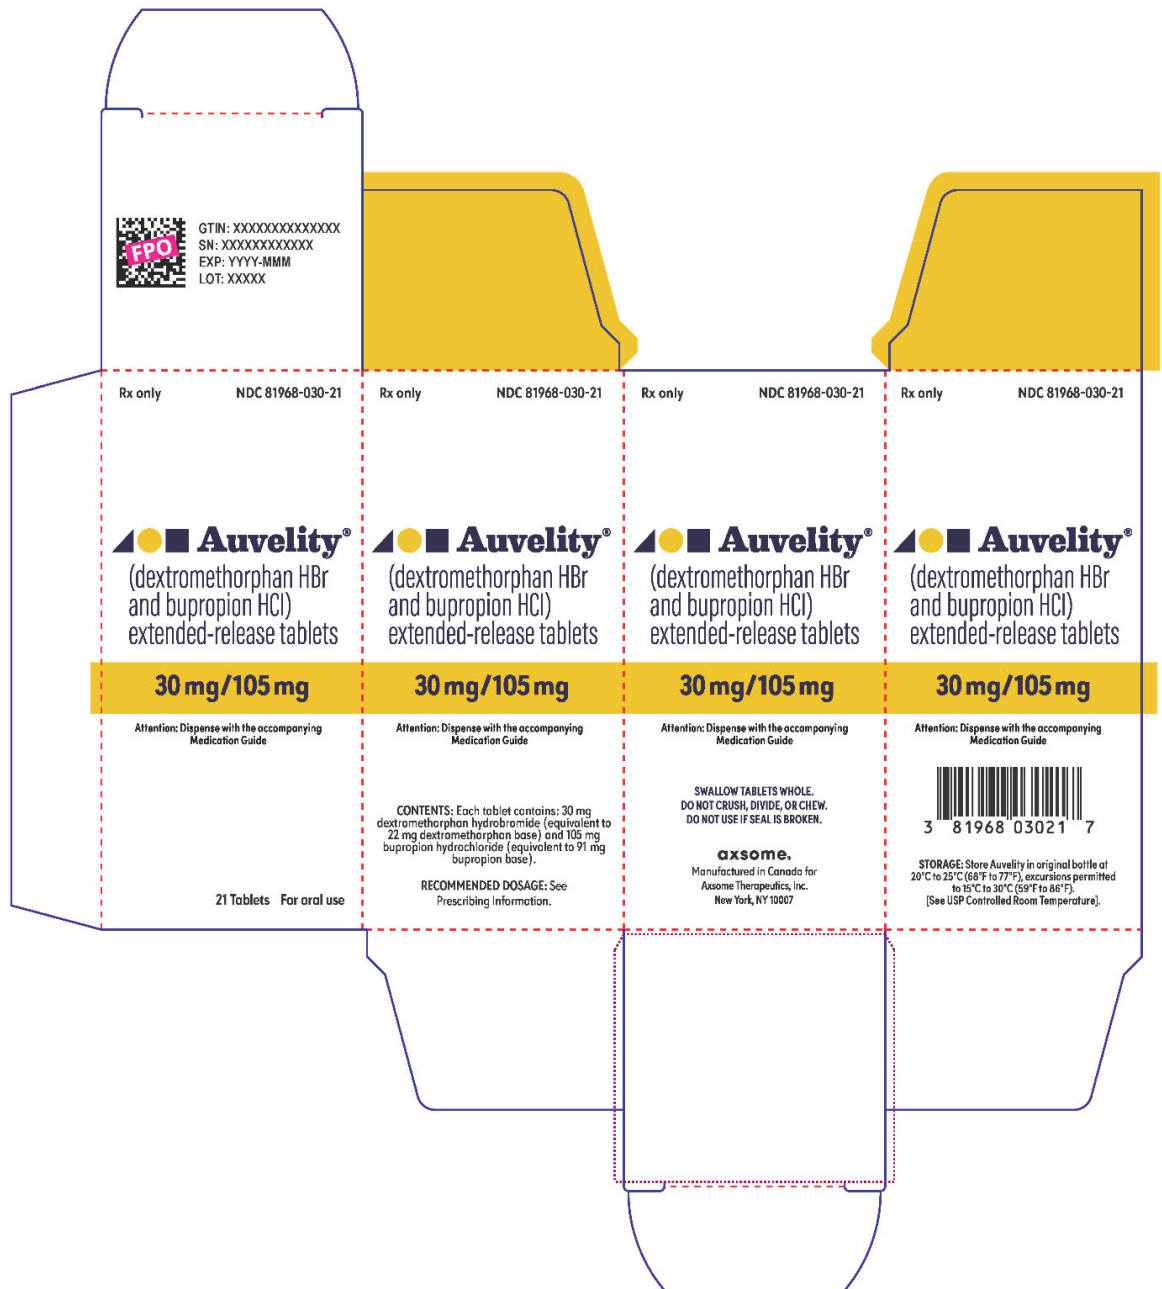 FPO
GTIN: XXXXXXXXXXXXXX
SN: XXXXXXXXXXXX
EXP: YYYY-MMM
LOT: XXXXX
Rx only NDC 81968-030-21
Auvelity®
(dextromethorphan HBr
and bupropion HCl)
extended-release tablets
30 mg/105 mg
Attention: Dispense with the accompanying
Medication Guide
21 Tablets For oral use
Rx only NDC 81968-030-21
Auvelity®
(dextromethorphan HBr
and bupropion HCl)
extended-release tablets
30 mg/105 mg
Attention: Dispense with the accompanying
Medication Guide
CONTENTS: Each tablet contains: 30 mg
dextromethorphan hydrobromide (equivalent to
22 mg dextromethorphan base) and 105 mg
bupropion hydrochloride (equivalent to 91 mg
bupropion base).
RECOMMENDED DOSAGE: See
Prescribing Information.
Rx only NDC 81968-030-21
Auvelity®
(dextromethorphan HBr
and bupropion HCl)
extended-release tablets
30 mg/105 mg
Attention: Dispense with the accompanying
Medication Guide
SWALLOW TABLETS WHOLE.
DO NOT CRUSH, DIVIDE, OR CHEW.
DO NOT USE IF SEAL IS BROKEN.
axsome.
Manufactured in Canada for
Axsome Therapeutics, Inc.
New York, NY 10007
Rx only NDC 81968-030-21
Auvelity®
(dextromethorphan HBr
and bupropion HCl)
extended-release tablets
30 mg/105 mg
Attention: Dispense with the accompanying
Medication Guide
3 81968 03021 7
STORAGE: Store Auvelity in original bottle at
20°C to 25°C (68°F to 77°F), excursions permitted
to 15°C to 30°C (59°F to 86°F).
[See USP Controlled Room Temperature].